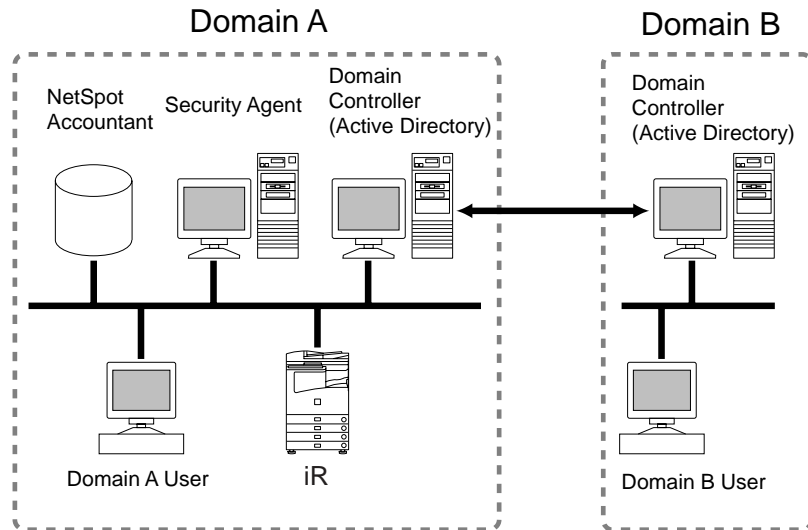 Domain A
Domain B
NetSpot
Accountant
Security Agent
Domain
Controller
(Active Directory)
Domain
Controller
(Active Directory)
Domain A User
iR
Domain B User